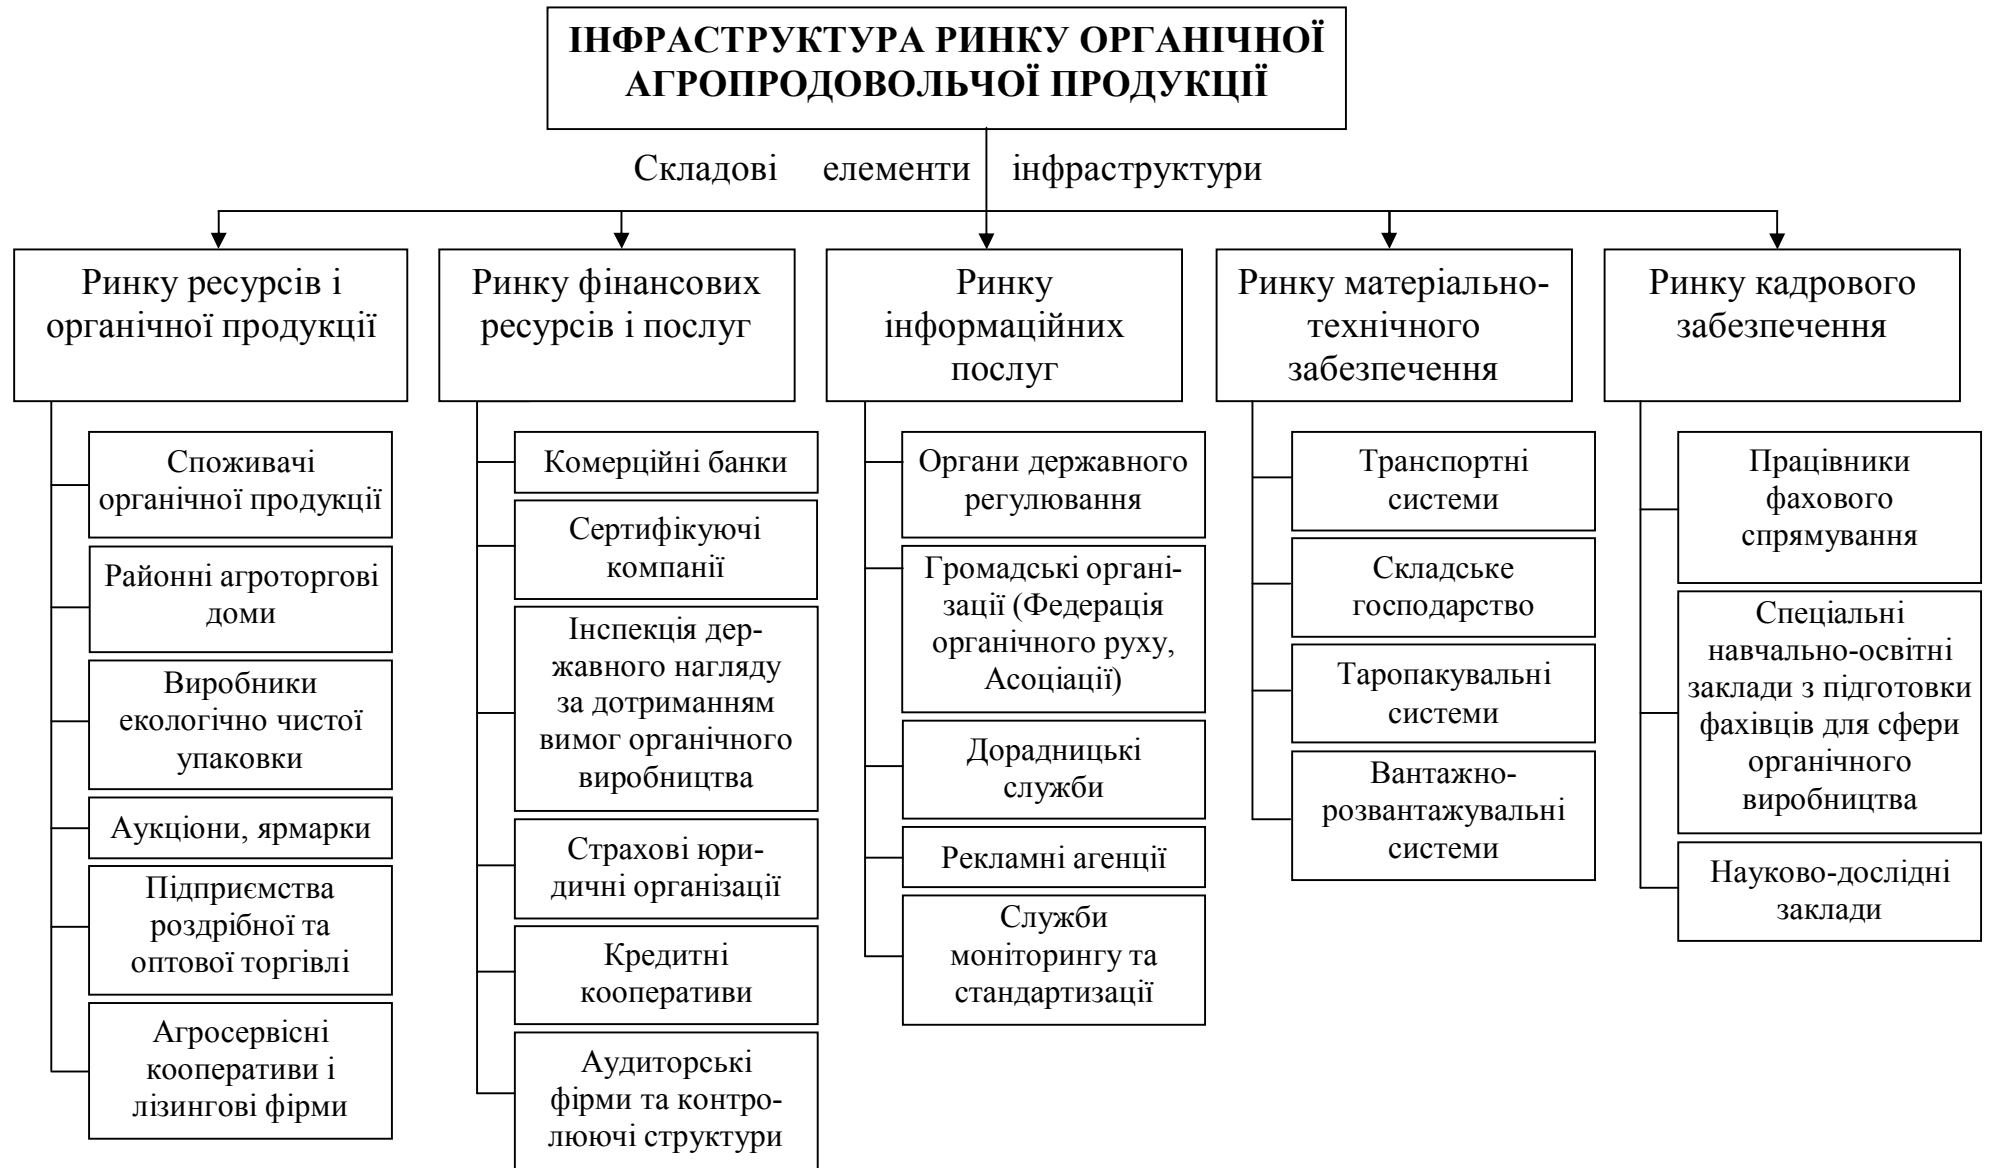 ІНФРАСТРУКТУРА РИНКУ ОРГАНІЧНОЇ
АГРОПРОДОВОЛЬЧОЇ ПРОДУКЦІЇ
Складові елементи інфраструктури
Ринку ресурсів і
органічної продукції
Споживачі
органічної продукції
Районні агроторгові
доми
Виробники
екологічно чистої
упаковки
Аукціони, ярмарки
Підприємства
роздрібної та
оптової торгівлі
Агросервісні
кооперативи і
лізингові фірми
Ринку фінансових
ресурсів і послуг
Комерційні банки
Сертифікуючі
компанії
Інспекція дер-
жавного нагляду
за дотриманням
вимог органічного
виробництва
Страхові юри-
дичні організації
Кредитні
кооперативи
Аудиторські
фірми та контро-
люючі структури
Ринку
інформаційних
послуг
Органи державного
регулювання
Громадські органі-
зації (Федерація
органічного руху,
Асоціації)
Дорадницькі
служби
Рекламні агенції
Служби
моніторингу та
стандартизації
Ринку матеріально-
технічного
забезпечення
Транспортні
системи
Складське
господарство
Таропакувальні
системи
Вантажно-
розвантажувальні
системи
Ринку кадрового
забезпечення
Працівники
фахового
спрямування
Спеціальні
навчально-освітні
заклади з підготовки
фахівців для сфери
органічного
виробництва
Науково-дослідні
заклади